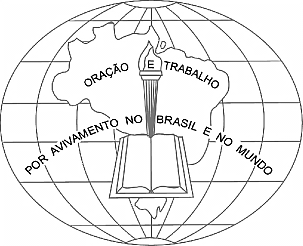 ORAÇÃO E TRABALHO
POR AVIVAMENTO NO BRASIL E NO MUNDO